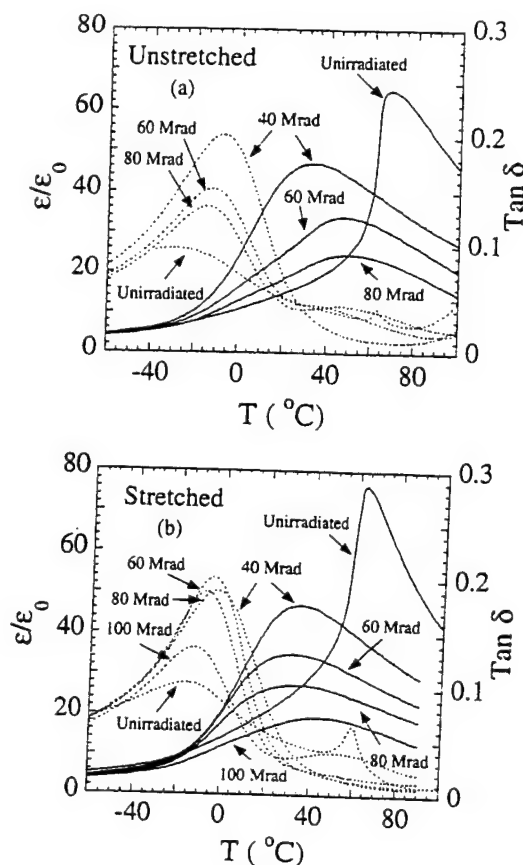 80
60
40
20
0
ε/ε0
Unstretched
(a)
60 Mrad
80 Mrad
Unirradiated
40 Mrad
60 Mrad
80 Mrad
Unirradiated
0.3
0.2
0.1
0
Tan δ
-40
0
40
80
T ( °C)
80
60
40
20
0
ε/ε0
Stretched
(b)
60 Mrad
80 Mrad
100 Mrad
Unirradiated
40 Mrad
Unirradiated
60 Mrad
80 Mrad
100 Mrad
0.3
0.2
0.1
0
Tan δ
-40
0
40
80
T ( °C)